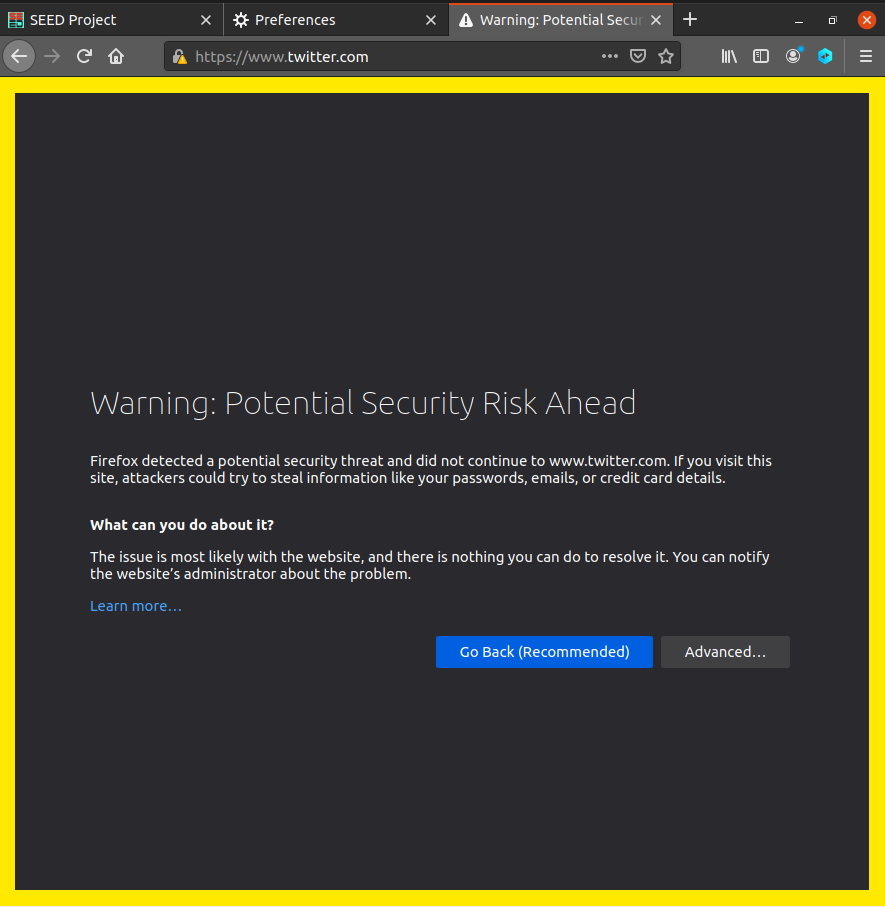 SEED Project
Preferences
Warning: Potential Secur
https://www.twitter.com
Warning: Potential Security Risk Ahead
Firefox detected a potential security threat and did not continue to www.twitter.com. If you visit this
site, attackers could try to steal information like your passwords, emails, or credit card details.
What can you do about it?
The issue is most likely with the website, and there is nothing you can do to resolve it. You can notify
the website’s administrator about the problem.
Learn more…
Go Back (Recommended)
Advanced…